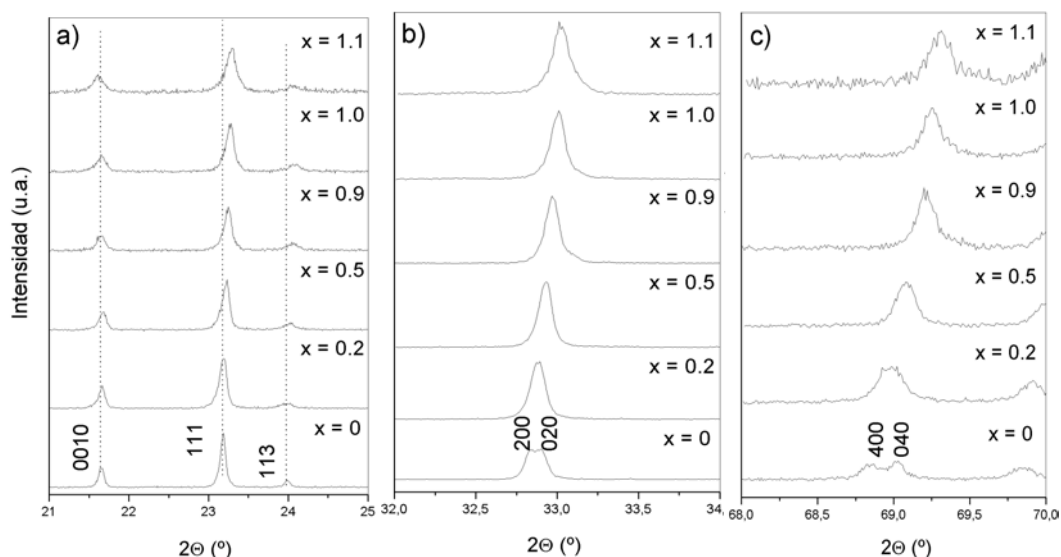 Intensidad (u.a.)
a)
x = 1.1
x = 1.0
x = 0.9
x = 0.5
x = 0.2
x = 0
0010
111
113
21 22 23 24 25
2Θ (º)
b)
x = 1.1
x = 1.0
x = 0.9
x = 0.5
x = 0.2
x = 0
200
020
32,0 32,5 33,0 33,5 34,
2Θ (º)
c)
x = 1.1
x = 1.0
x = 0.9
x = 0.5
x = 0.2
x = 0
400
040
68,0 68,5 69,0 69,5 70,0
2Θ (º)